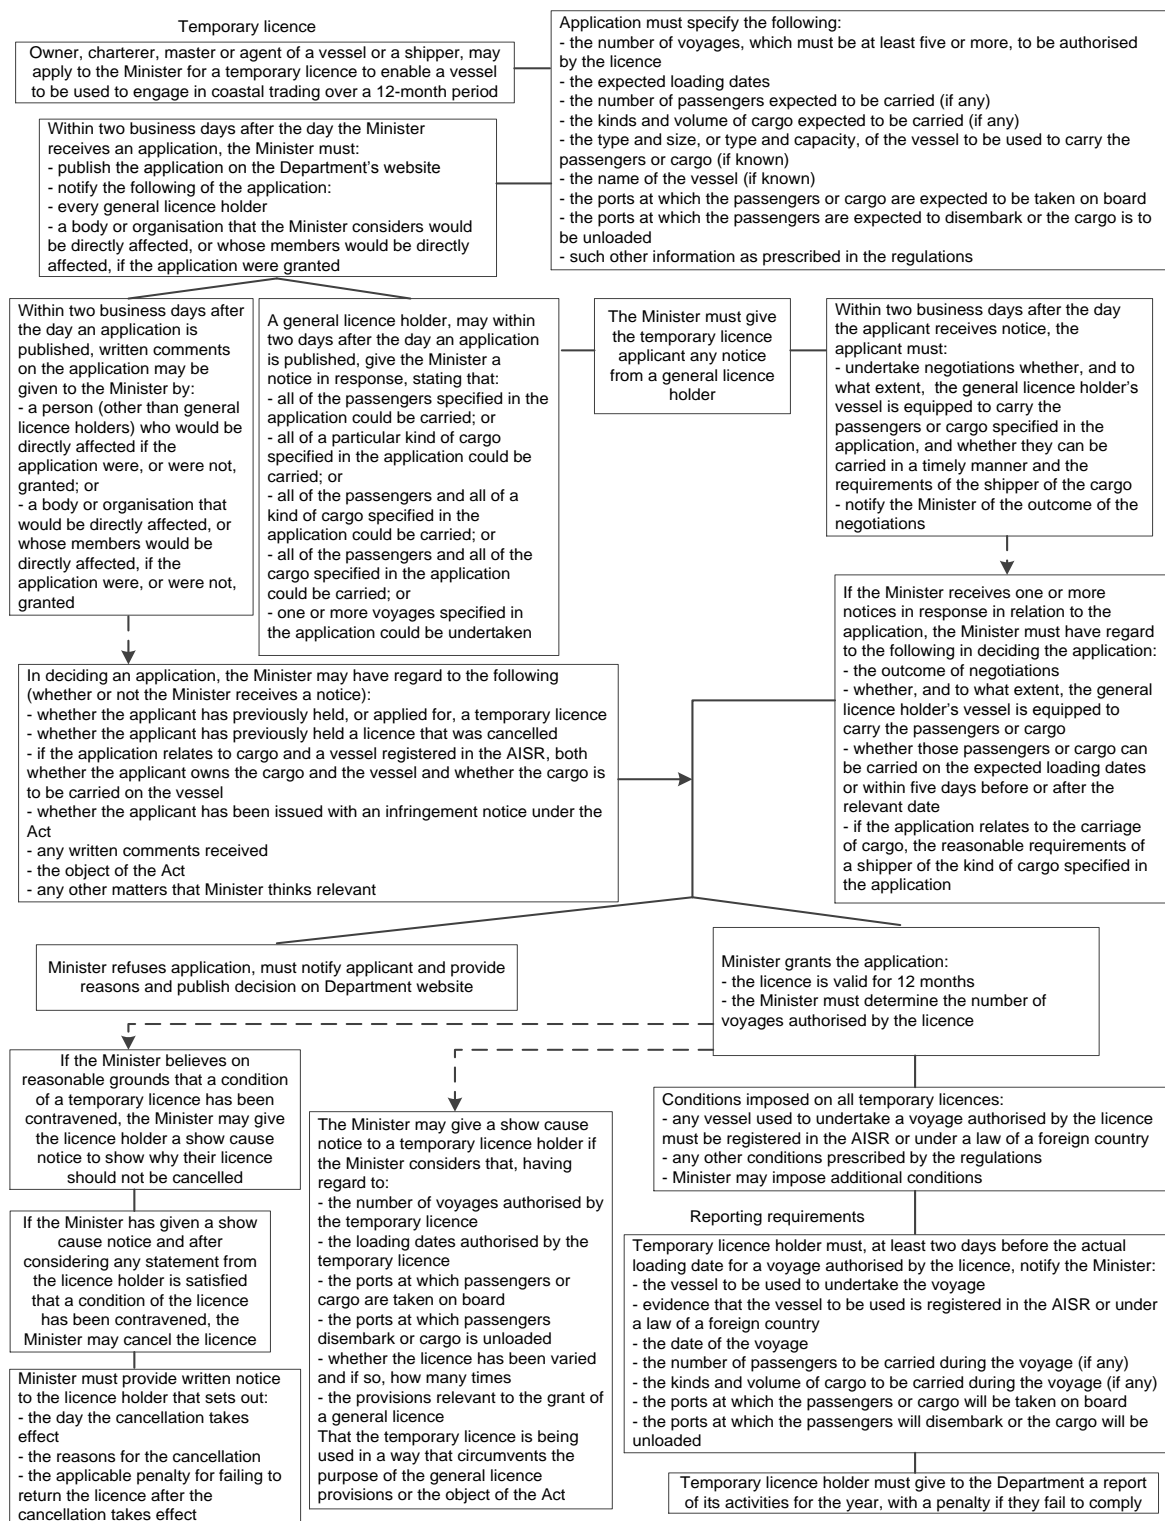 Temporary licence
Owner, charterer, master or agent of a vessel or a shipper, may
apply to the Minister for a temporary licence to enable a vessel
to be used to engage in coastal trading over a 12-month period
Application must specify the following:
- the number of voyages, which must be at least five or more, to be authorised
by the licence
- the expected loading dates
- the number of passengers expected to be carried (if any)
- the kinds and volume of cargo expected to be carried (if any)
- the type and size, or type and capacity, of the vessel to be used to carry the
passengers or cargo (if known)
- the name of the vessel (if known)
- the ports at which the passengers or cargo are expected to be taken on board
- the ports at which the passengers are expected to disembark or the cargo is to
be unloaded
- such other information as prescribed in the regulations
Within two business days after the day the Minister
receives an application, the Minister must:
- publish the application on the Department's website
- notify the following of the application:
- every general licence holder
- a body or organisation that the Minister considers would
be directly affected, or whose members would be directly
affected, if the application were granted
Within two business days after
the day an application is
published, written comments
on the application may be
given to the Minister by:
- a person (other than general
licence holders) who would be
directly affected if the
application were, or were not,
granted; or
- a body or organisation that
would be directly affected, or
whose members would be
directly affected, if the
application were, or were not,
granted
A general licence holder, may within
two days after the day an application
is published, give the Minister a
notice in response, stating that:
- all of the passengers specified in the
application could be carried; or
- all of a particular kind of cargo
specified in the application could be
carried; or
- all of the passengers and all of a
kind of cargo specified in the
application could be carried; or
- all of the passengers and all of the
cargo specified in the application
could be carried; or
- one or more voyages specified in
the application could be undertaken
The Minister must give
the temporary licence
applicant any notice
from a general licence
holder
Within two business days after the day
the applicant receives notice, the
applicant must:
- undertake negotiations whether, and to
what extent,  the general licence holder's
vessel is equipped to carry the
passengers or cargo specified in the
application, and whether they can be
carried in a timely manner and the
requirements of the shipper of the cargo
- notify the Minister of the outcome of the
negotiations
If the Minister receives one or more
notices in response in relation to the
application, the Minister must have regard
to the following in deciding the application:
- the outcome of negotiations
- whether, and to what extent, the general
licence holder's vessel is equipped to
carry the passengers or cargo
- whether those passengers or cargo can
be carried on the expected loading dates
or within five days before or after the
relevant date
- if the application relates to the carriage
of cargo, the reasonable requirements of
a shipper of the kind of cargo specified in
the application
In deciding an application, the Minister may have regard to the following
(whether or not the Minister receives a notice):
- whether the applicant has previously held, or applied for, a temporary licence
- whether the applicant has previously held a licence that was cancelled
- if the application relates to cargo and a vessel registered in the AISR, both
whether the applicant owns the cargo and the vessel and whether the cargo is
to be carried on the vessel
- whether the applicant has been issued with an infringement notice under the
Act
- any written comments received
- the object of the Act
- any other matters that Minister thinks relevant
Minister refuses application, must notify applicant and provide
reasons and publish decision on Department website
Minister grants the application:
- the licence is valid for 12 months
- the Minister must determine the number of
voyages authorised by the licence
If the Minister believes on
reasonable grounds that a condition
of a temporary licence has been
contravened, the Minister may give
the licence holder a show cause
notice to show why their licence
should not be cancelled
If the Minister has given a show
cause notice and after
considering any statement from
the licence holder is satisfied
that a condition of the licence
has been contravened, the
Minister may cancel the licence
Minister must provide written notice
to the licence holder that sets out:
- the day the cancellation takes
effect
- the reasons for the cancellation
- the applicable penalty for failing to
return the licence after the
cancellation takes effect
The Minister may give a show cause
notice to a temporary licence holder if
the Minister considers that, having
regard to:
- the number of voyages authorised by
the temporary licence
- the loading dates authorised by the
temporary licence
- the ports at which passengers or
cargo are taken on board
- the ports at which passengers
disembark or cargo is unloaded
- whether the licence has been varied
and if so, how many times
- the provisions relevant to the grant of
a general licence
That the temporary licence is being
used in a way that circumvents the
purpose of the general licence
provisions or the object of the Act
Conditions imposed on all temporary licences:
- any vessel used to undertake a voyage authorised by the licence
must be registered in the AISR or under a law of a foreign country
- any other conditions prescribed by the regulations
- Minister may impose additional conditions
Reporting requirements
Temporary licence holder must, at least two days before the actual
loading date for a voyage authorised by the licence, notify the Minister:
- the vessel to be used to undertake the voyage
- evidence that the vessel to be used is registered in the AISR or under
a law of a foreign country
- the date of the voyage
- the number of passengers to be carried during the voyage (if any)
- the kinds and volume of cargo to be carried during the voyage (if any)
- the ports at which the passengers or cargo will be taken on board
- the ports at which the passengers will disembark or the cargo will be
unloaded
Temporary licence holder must give to the Department a report
of its activities for the year, with a penalty if they fail to comply